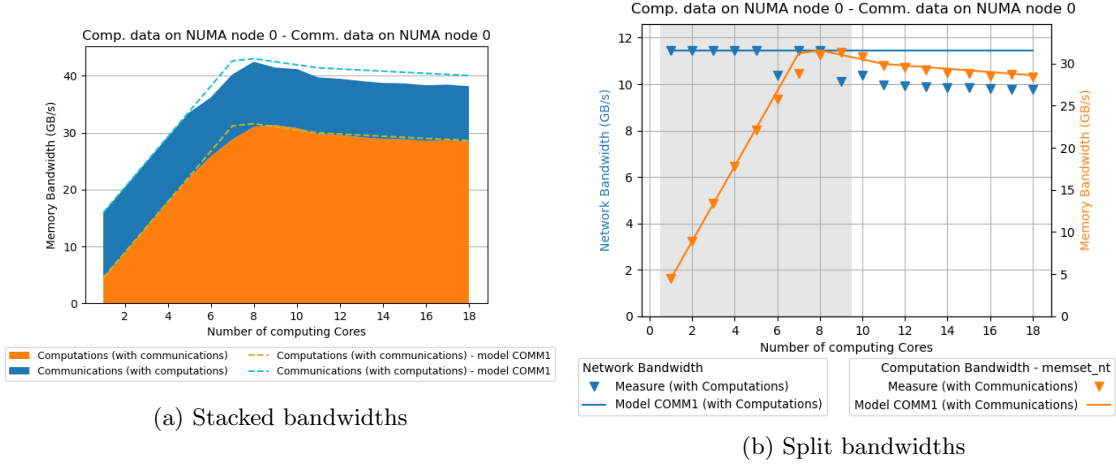 Comp. data on NUMA node 0 - Comm. data on NUMA node 0
Memory Bandwidth (GB/s)
40
30
20
10
0
2 4 6 8 10 12 14 16 18
Number of computing Cores
Computations (with communications)
Communications (with communications)
Computations (with communications) - model COMM1
Communications (with communications) - model COMM1
(a) Stacked bandwidths
Comp. data on NUMA node 0 - Comm. data on NUMA node 0
Network Bandwidth (GB/s)
12
10
8
6
4
2
0
Memory Bandwidth (GB/s)
30
25
20
15
10
5
0
0 2 4 6 8 10 12 14 16 18
Number of computing Cores
Network Bandwidth
Measure (with Computations)
Model COMM1 (with Computations)
Computation Bandwidth - memset_nt
Measure (with Communications)
Model COMM1 (with Communications)
(b) Split bandwidths